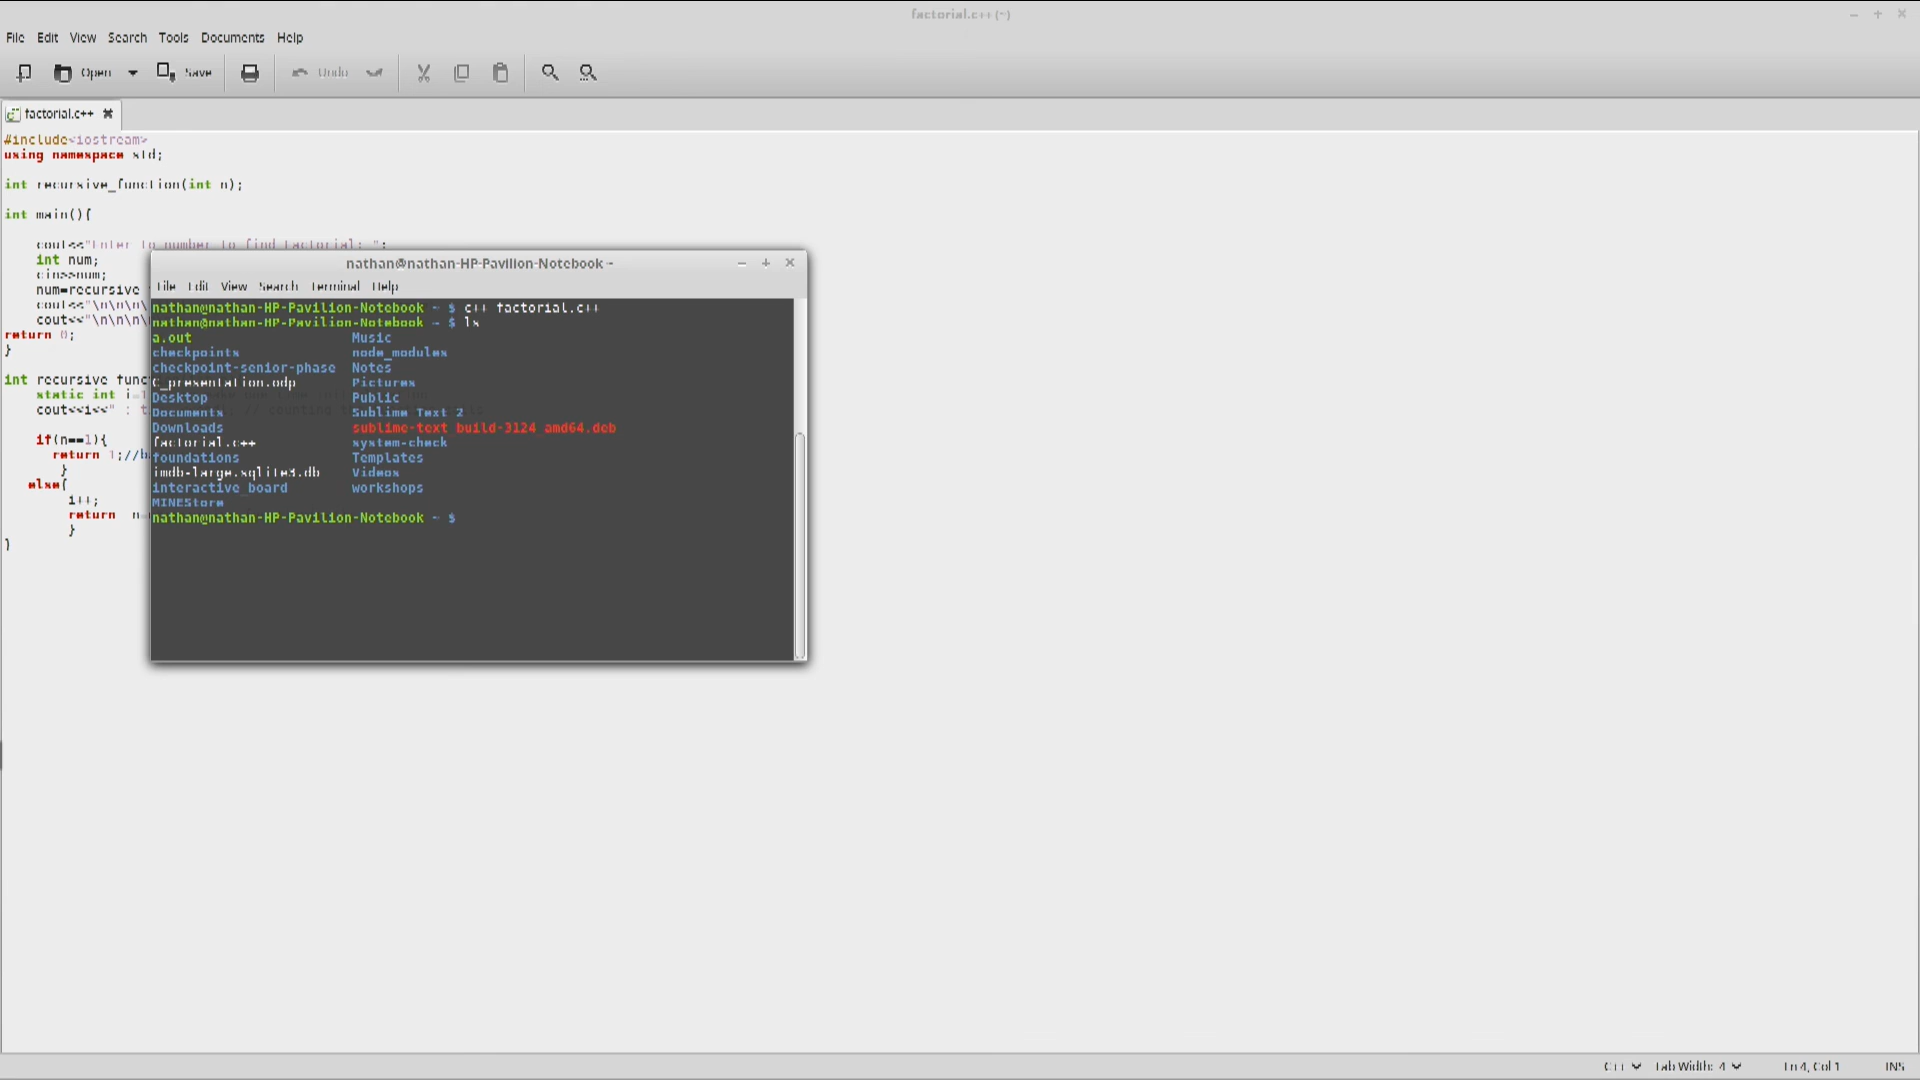 factorial.c++ (~)
File Edit View Search Tools Documents Help
Open Save Undo
factorial.c++
#include<iostream>
using namespace std;
int recursive_function(int n);
int main(){
cout<<"Enter to number to find Factorial: ";
int num;
cin>>num;
num=recursive
cout<<"\n\n\n\
cout<<"\n\n\n\
return 0;
}
int recursive_func
static int i=1
cout<<i<<" : t // counting
if(n==1){
return 1;//b
}
else{
i++;
return n
}
}
nathan@nathan-HP-Pavilion-Notebook ~
File Edit View Search Terminal Help
nathan@nathan-HP-Pavilion-Notebook ~ $ c++ factorial.c++
nathan@nathan-HP-Pavilion-Notebook ~ $ ls
a.out Music
checkpoints node_modules
checkpoint-senior-phase Notes
C_presentation.odp Pictures
Desktop Public
Documents Sublime Text 2
Downloads sublime-text_build-3124_amd64.deb
factorial.c++ system-check
foundations Templates
imdb-large.sqlite3.db Videos
interactive_board workshops
MINEStore
nathan@nathan-HP-Pavilion-Notebook ~ $
C++ Tab Width: 4 Ln 4, Col 1 INS